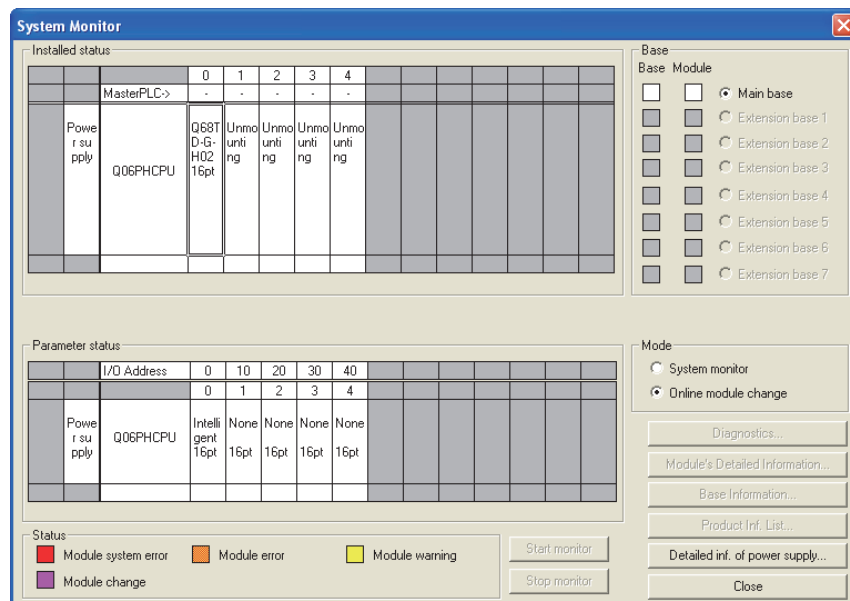 System Monitor
Installed status
0 1 2 3 4
MasterPLC-> - - - - -
Powe
r su
pply
Q06PHCPU
Q68T
D-G-
H02
16pt
Unmo
unti
ng
Unmo
unti
ng
Unmo
unti
ng
Unmo
unti
ng
Base
Base Module
Main base
Extension base 1
Extension base 2
Extension base 3
Extension base 4
Extension base 5
Extension base 6
Extension base 7
Parameter status
I/O Address 0 10 20 30 40
0 1 2 3 4
Powe
r su
pply
Q06PHCPU
Intelli
gent
16pt
None
16pt
None
16pt
None
16pt
None
16pt
Mode
System monitor
Online module change
Diagnostics...
Module's Detailed Information...
Base Information...
Product Inf. List...
Detailed inf. of power supply...
Close
Status
Module system error
Module error
Module warning
Module change
Start monitor
Stop monitor